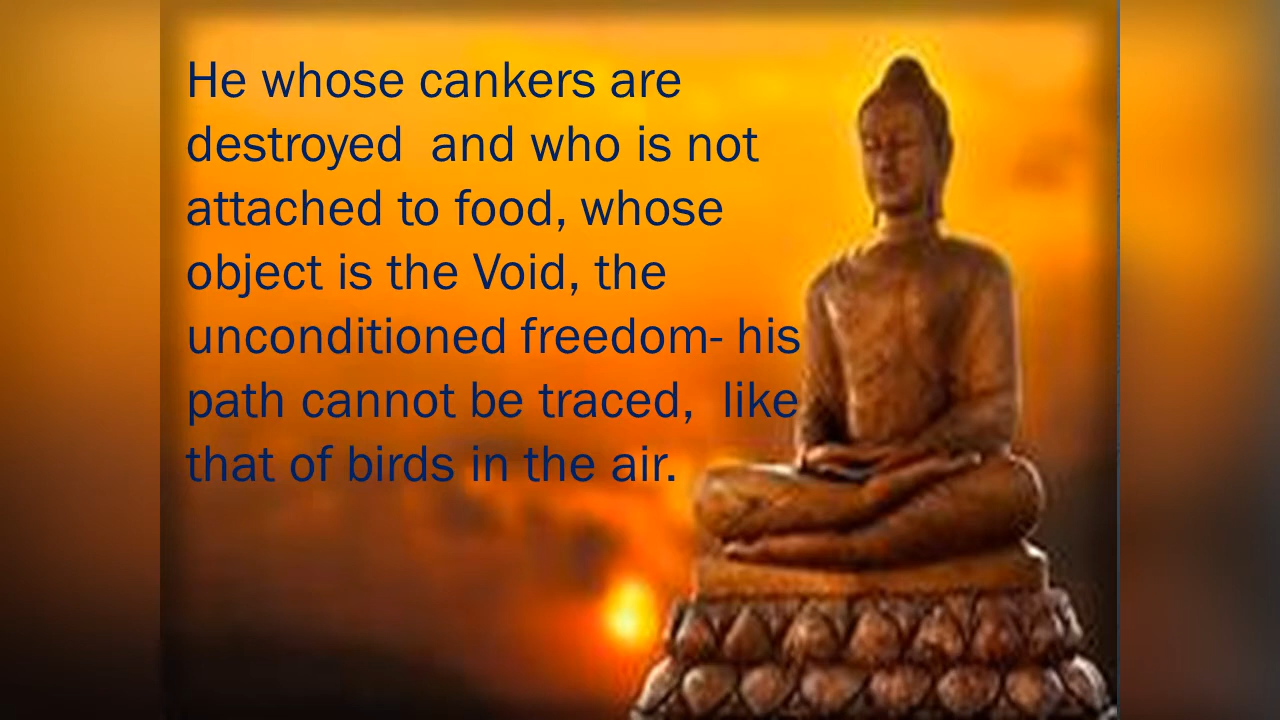 He whose cankers are
destroyed  and who is not
attached to food, whose
object is the Void, the
unconditioned freedom- his
path cannot be traced,  like
that of birds in the air.